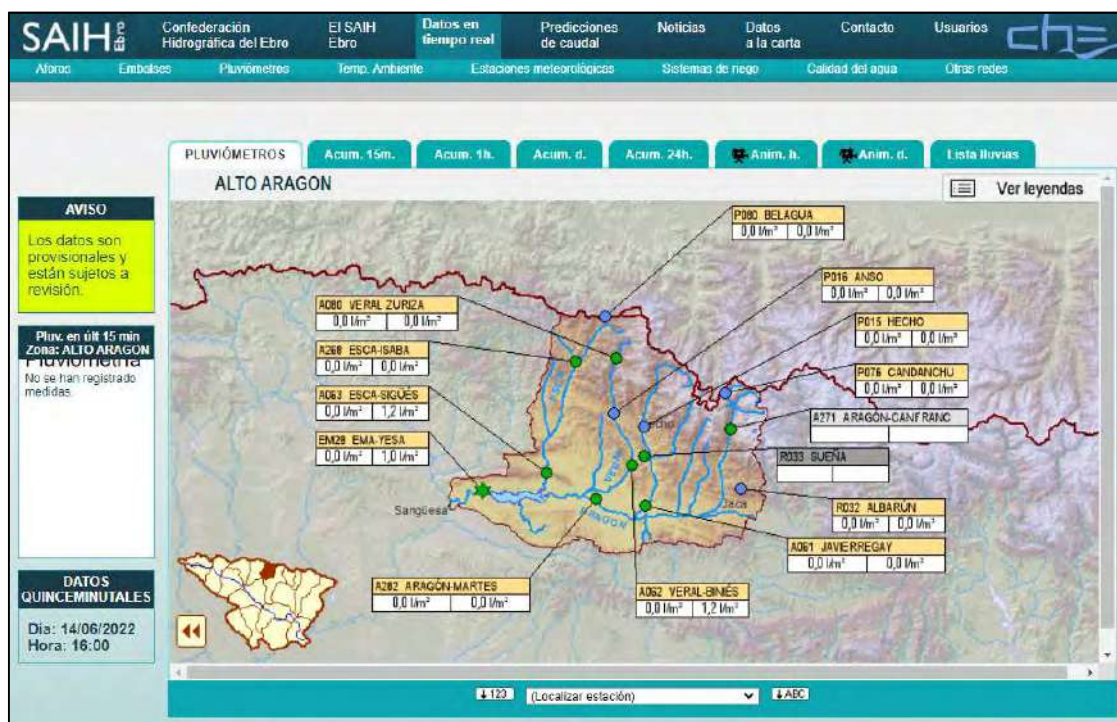 SAIH Ebro
Confederación
Hidrográfica del Ebro
El SAIH
Ebro
Datos en
tiempo real
Predicciones
de caudal
Noticias
Datos
a la carta
Contacto
Usuarios
che
Aforos Embalses Pluviómetros Temp. Ambiente Estaciones meteorológicas Sistemas de riego Calidad del agua Otras redes
PLUVIÓMETROS Acum. 15m. Acum. 1h. Acum. d. Acum. 24h. Anim. h. Anim. d. Lista lluvias
ALTO ARAGON
Ver leyendas
AVISO
Los datos son
provisionales y
están sujetos a
revisión.
Pluv. en últ 15 min
Zona: ALTO ARAGON
Pluviometría
No se han registrado
medidas.
DATOS
QUINCEMINUTALES
Dia: 14/06/2022
Hora: 16:00
P080 BELAGUA
0,0 l/m² 0,0 l/m²
P016 ANSO
0,0 l/m² 0,0 l/m²
A080 VERAL ZURIZA
0,0 l/m² 0,0 l/m²
P015 HECHO
0,0 l/m² 0,0 l/m²
A268 ESCA-ISABA
0,0 l/m² 0,0 l/m²
P076 CANDANCHU
0,0 l/m² 0,0 l/m²
A063 ESCA-SIGÜÉS
0,0 l/m² 1,2 l/m²
A271 ARAGÓN-CANFRANC
EM28 EMA-YESA
0,0 l/m² 1,0 l/m²
R033 SUEÑA
R032 ALBARÚN
0,0 l/m² 0,0 l/m²
A061 JAVIERREGAY
0,0 l/m² 0,0 l/m²
A282 ARAGÓN-MARTES
0,0 l/m² 0,0 l/m²
A062 VERAL-BINIÉS
0,0 l/m² 1,2 l/m²
Sangüesa
ARAGON
Jaca
↓123 (Localizar estación) ↓ABC